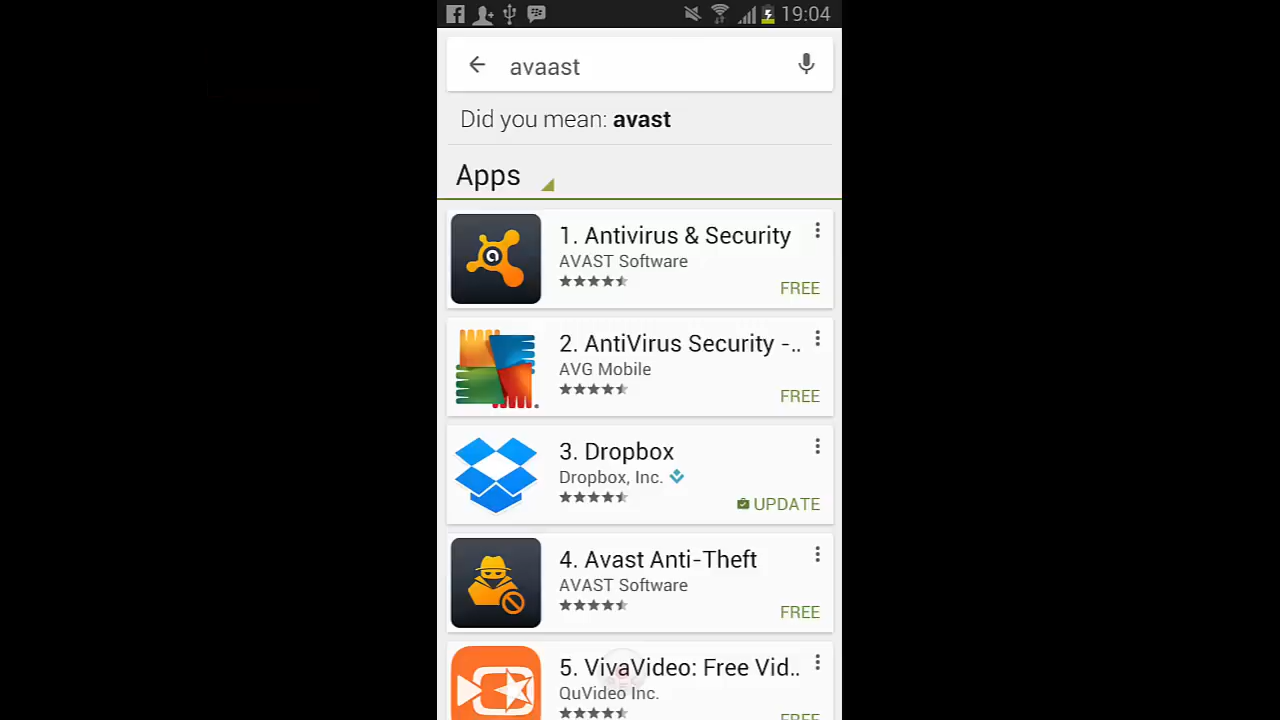 19:04
avaast
Did you mean: avast
Apps
1. Antivirus & Security
AVAST Software
FREE
2. AntiVirus Security -..
AVG Mobile
FREE
3. Dropbox
Dropbox, Inc.
UPDATE
4. Avast Anti-Theft
AVAST Software
FREE
5. VivaVideo: Free Vid..
QuVideo Inc.
FREE